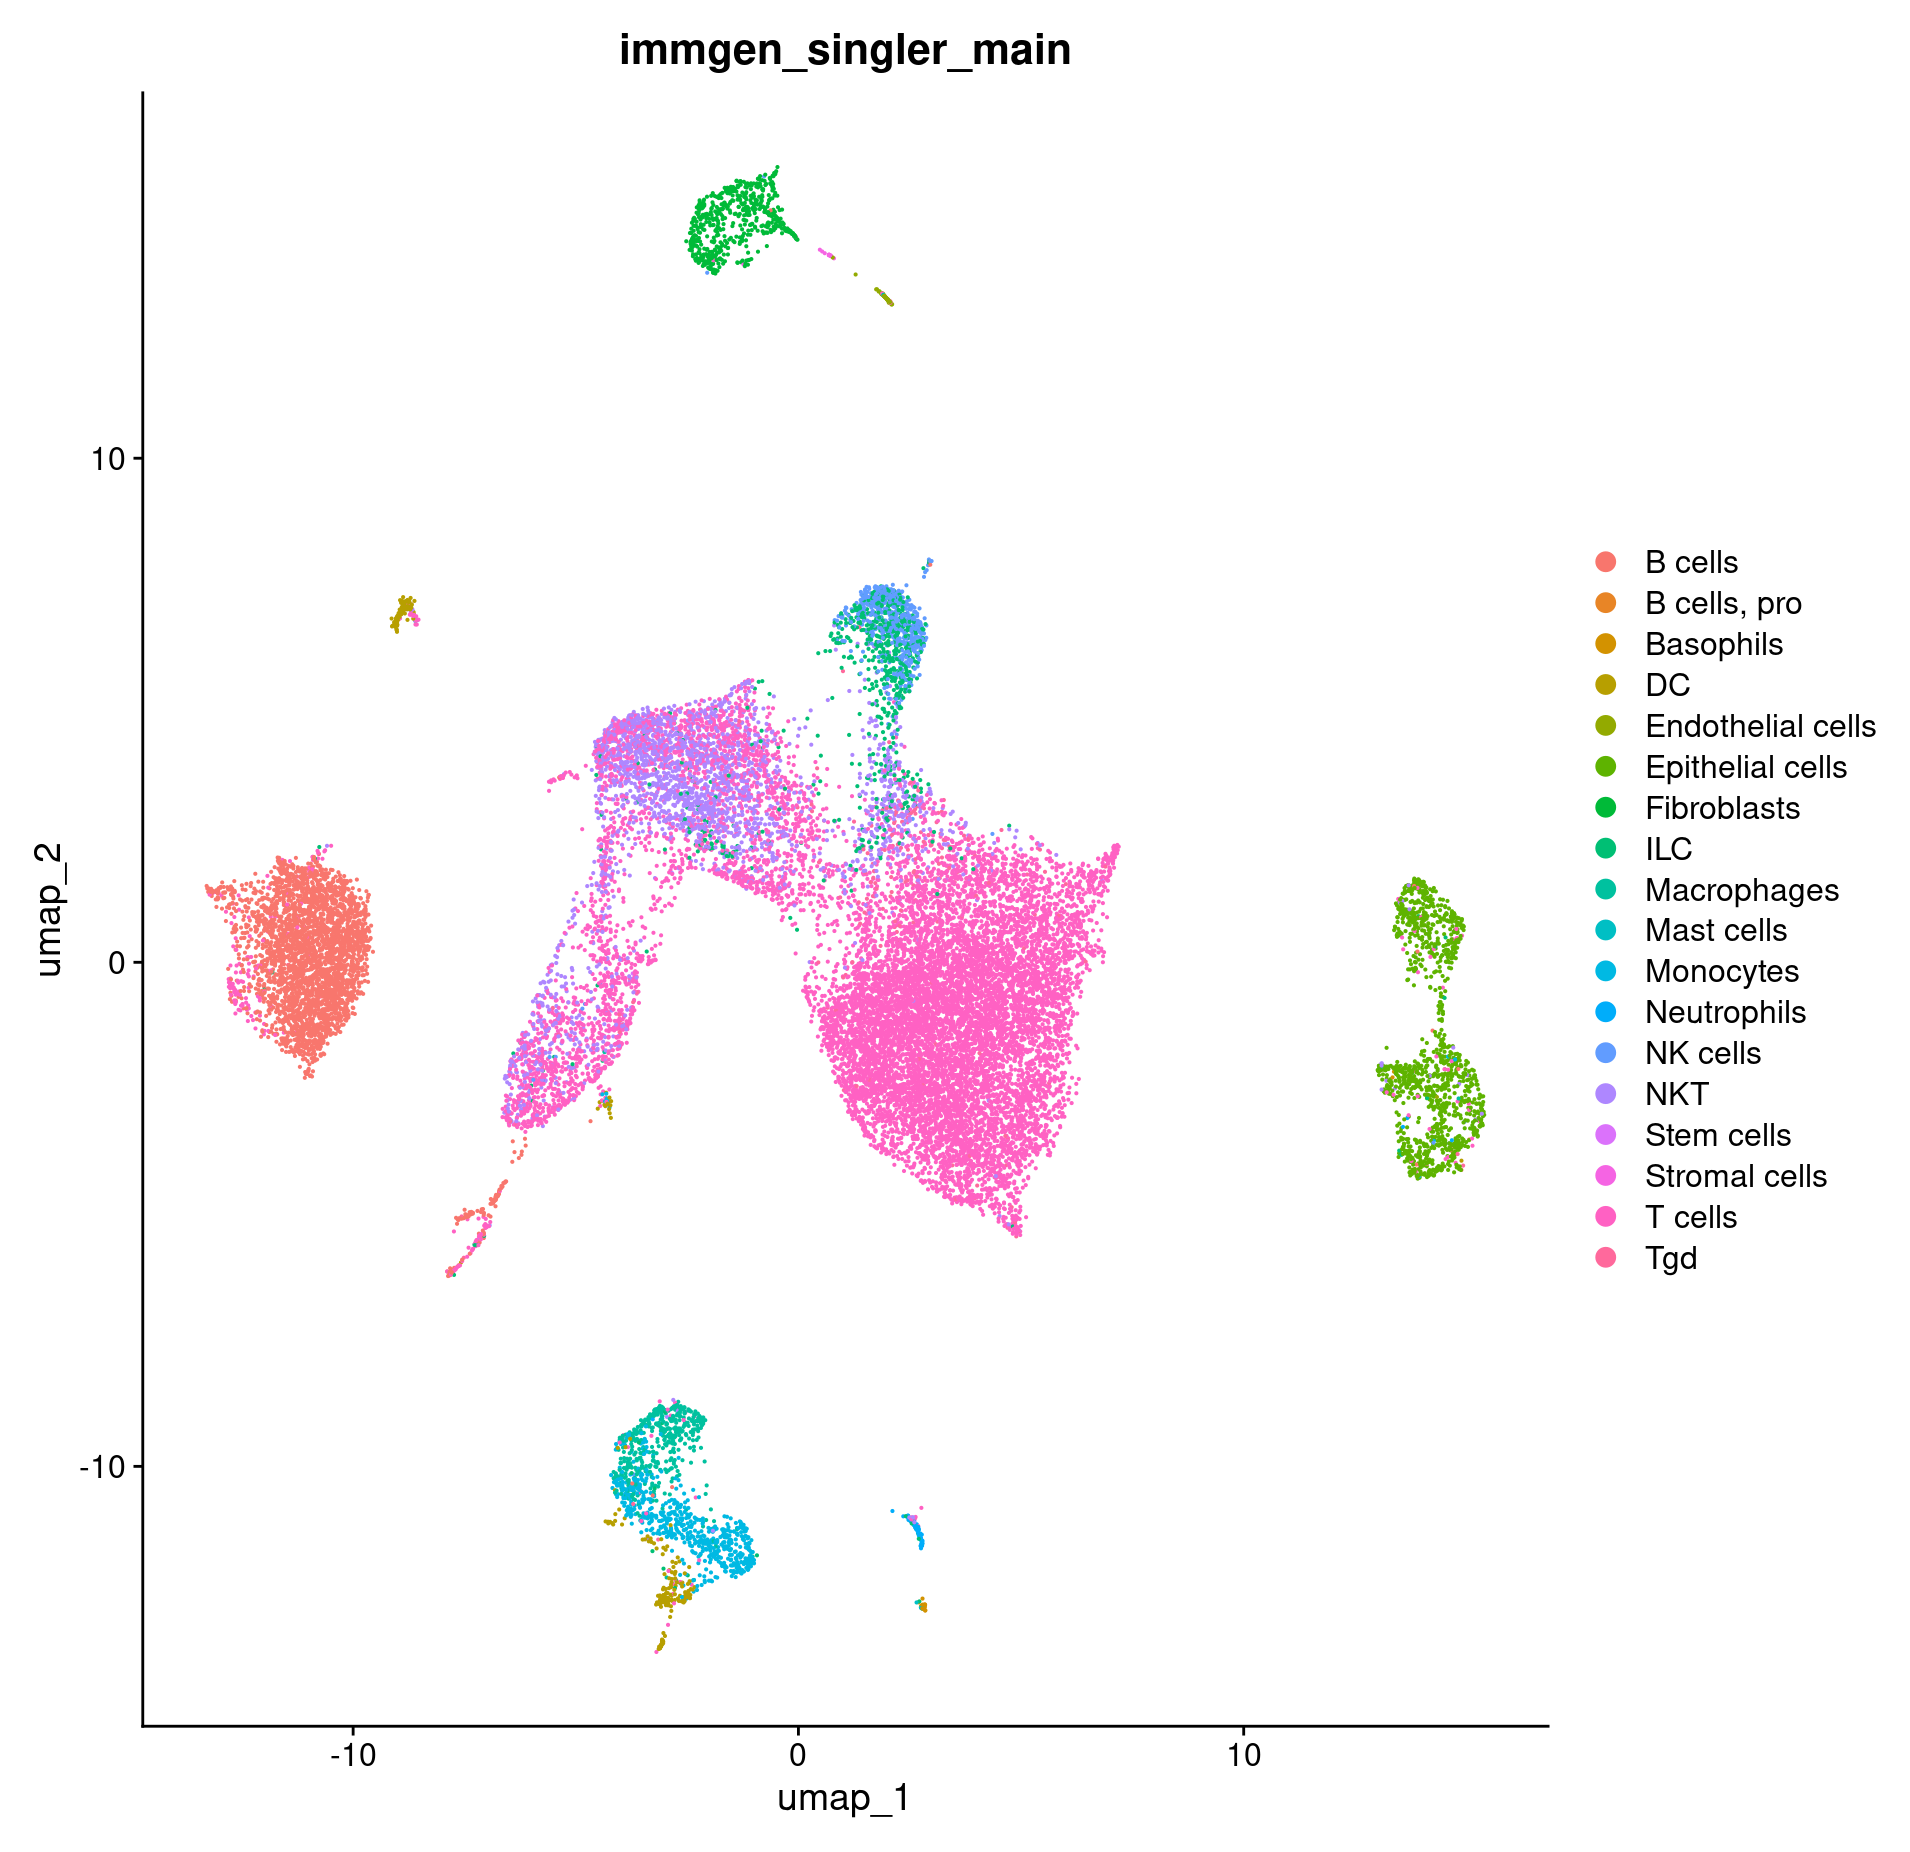 immgen_singler_main
10
0
-10
umap_2
-10
0
10
umap_1
B cells
B cells, pro
Basophils
DC
Endothelial cells
Epithelial cells
Fibroblasts
ILC
Macrophages
Mast cells
Monocytes
Neutrophils
NK cells
NKT
Stem cells
Stromal cells
T cells
Tgd